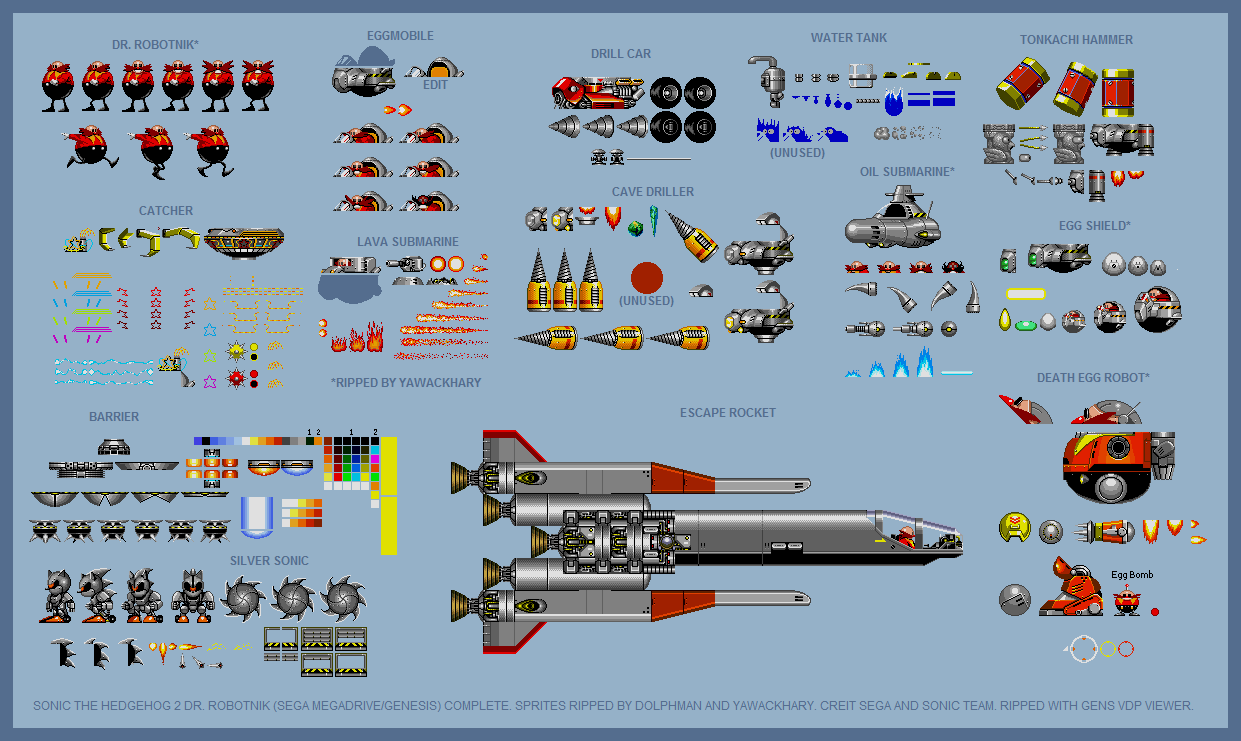 DR. ROBOTNIK*
EGGMOBILE
EDIT
DRILL CAR
WATER TANK
(UNUSED)
TONKACHI HAMMER
CATCHER
LAVA SUBMARINE
CAVE DRILLER
(UNUSED)
OIL SUBMARINE*
EGG SHIELD*
*RIPPED BY YAWACKHARY
BARRIER
1 2
1 2
ESCAPE ROCKET
DEATH EGG ROBOT*
Egg Bomb
SILVER SONIC
SONIC THE HEDGEHOG 2 DR. ROBOTNIK (SEGA MEGADRIVE/GENESIS) COMPLETE. SPRITES RIPPED BY DOLPHMAN AND YAWACKHARY. CREIT SEGA AND SONIC TEAM. RIPPED WITH GENS VDP VIEWER.